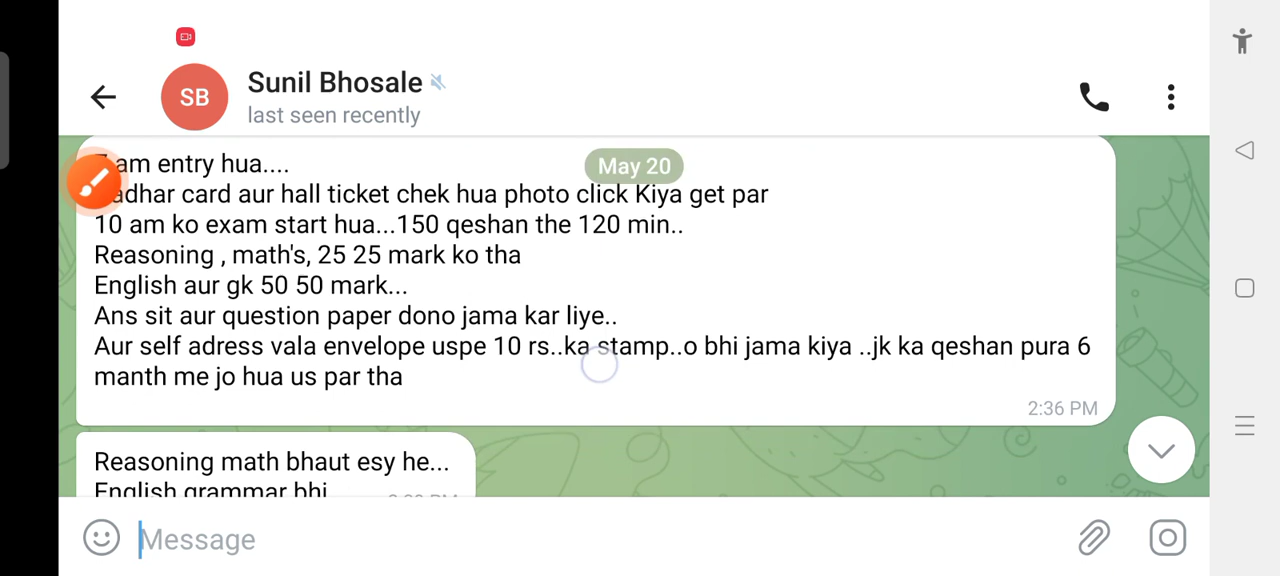 SB
Sunil Bhosale
last seen recently
May 20
am entry hua....
adhar card aur hall ticket chek hua photo click Kiya get par
10 am ko exam start hua...150 qeshan the 120 min..
Reasoning , math's, 25 25 mark ko tha
English aur gk 50 50 mark...
Ans sit aur question paper dono jama kar liye..
Aur self adress vala envelope uspe 10 rs..ka stamp..o bhi jama kiya ..jk ka qeshan pura 6
manth me jo hua us par tha
2:36 PM
Reasoning math bhaut esy he...
English grammar bhi
Message